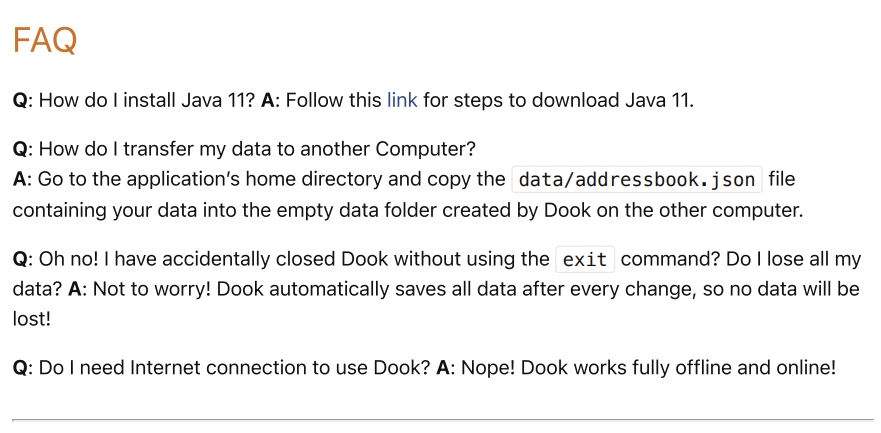 FAQ
Q: How do I install Java 11? A: Follow this link for steps to download Java 11.
Q: How do I transfer my data to another Computer?
A: Go to the application’s home directory and copy the data/addressbook.json file
containing your data into the empty data folder created by Dook on the other computer.
Q: Oh no! I have accidentally closed Dook without using the exit command? Do I lose all my
data? A: Not to worry! Dook automatically saves all data after every change, so no data will be
lost!
Q: Do I need Internet connection to use Dook? A: Nope! Dook works fully offline and online!